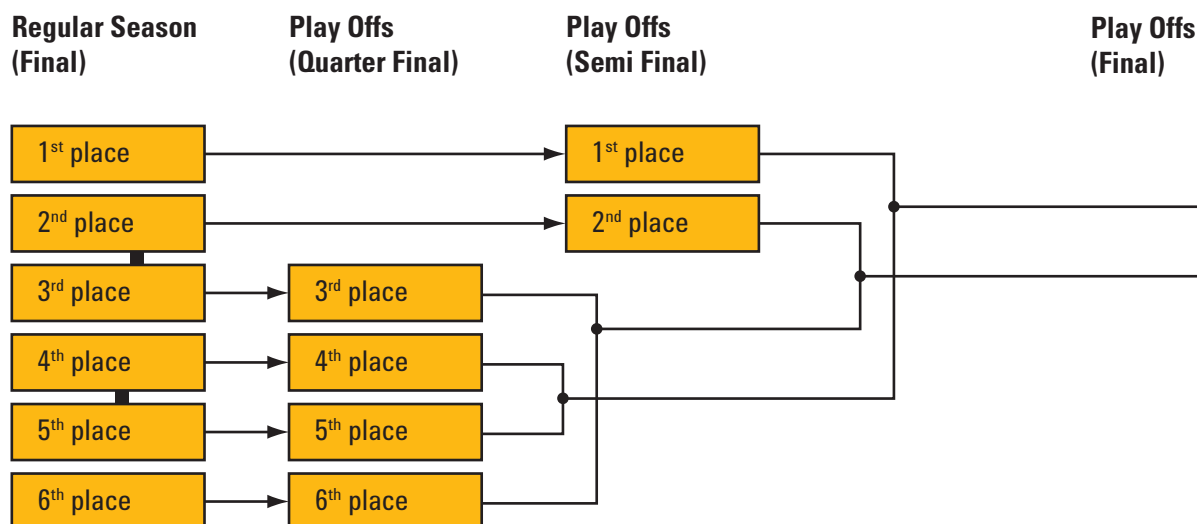 Regular Season
(Final)
Play Offs
(Quarter Final)
Play Offs
(Semi Final)
Play Offs
(Final)
1st place
1st place
2nd place
2nd place
3rd place
3rd place
4th place
4th place
5th place
5th place
6th place
6th place